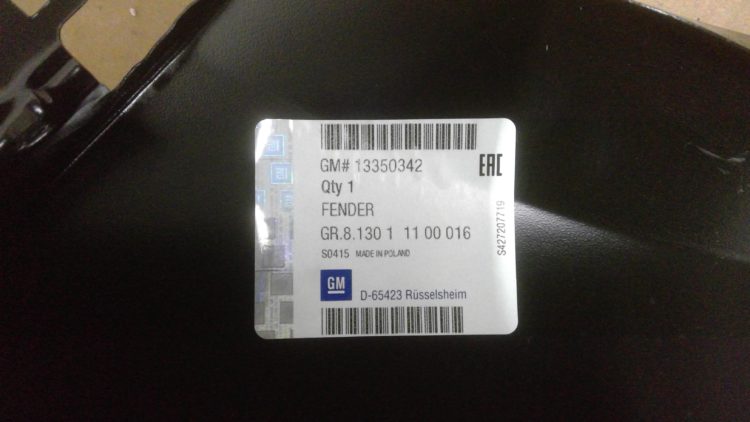 GM# 13350342
EAC
Qty 1
FENDER
GR.8.130 1 11 00 016
S0415 MADE IN POLAND
S427207719
GM
D-65423 Rüsselsheim